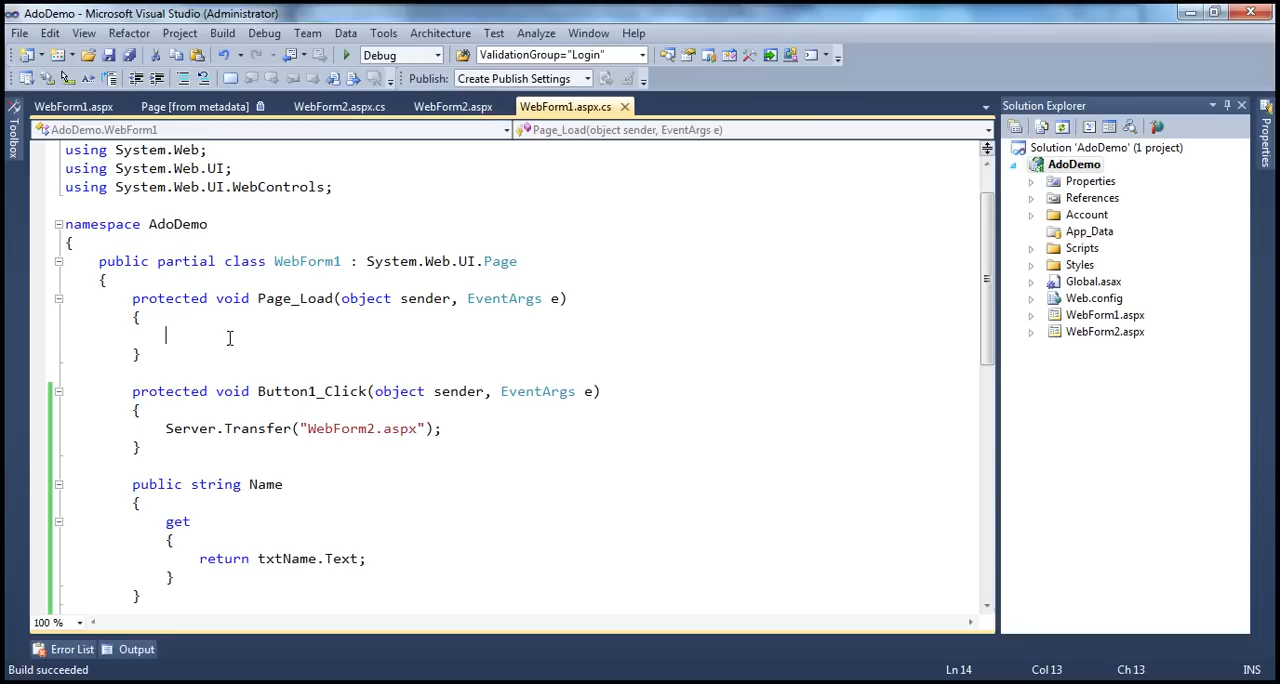 AdoDemo - Microsoft Visual Studio (Administrator)
File Edit View Refactor Project Build Debug Team Data Tools Architecture Test Analyze Window Help
Debug ValidationGroup="Login"
Publish: Create Publish Settings
WebForm1.aspx Page [from metadata] WebForm2.aspx.cs WebForm2.aspx WebForm1.aspx.cs
AdoDemo.WebForm1 Page_Load(object sender, EventArgs e)
using System.Web;
using System.Web.UI;
using System.Web.UI.WebControls;
namespace AdoDemo
{
public partial class WebForm1 : System.Web.UI.Page
{
protected void Page_Load(object sender, EventArgs e)
{
}
protected void Button1_Click(object sender, EventArgs e)
{
Server.Transfer("WebForm2.aspx");
}
public string Name
{
get
{
return txtName.Text;
}
}
100 %
Toolbox
Solution Explorer
Solution 'AdoDemo' (1 project)
AdoDemo
Properties
References
Account
App_Data
Scripts
Styles
Global.asax
Web.config
WebForm1.aspx
WebForm2.aspx
Properties
Error List Output
Build succeeded Ln 14 Col 13 Ch 13 INS